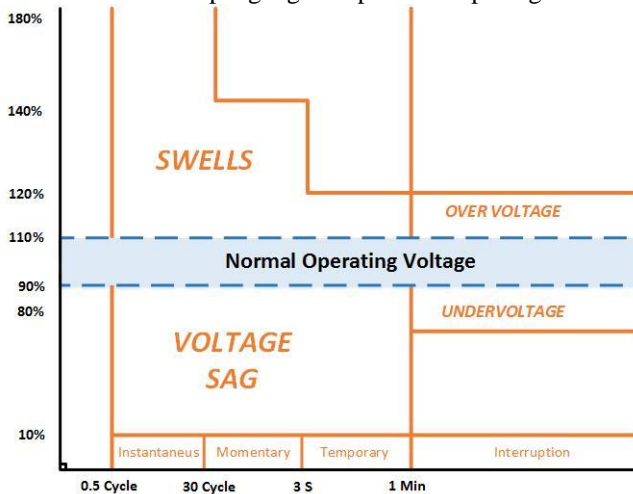 180%
140%
SWELLS
120%
OVER VOLTAGE
110%
Normal Operating Voltage
90%
80%
UNDERVOLTAGE
VOLTAGE
SAG
10%
Instantaneus Momentary Temporary Interruption
0.5 Cycle 30 Cycle 3 S 1 Min